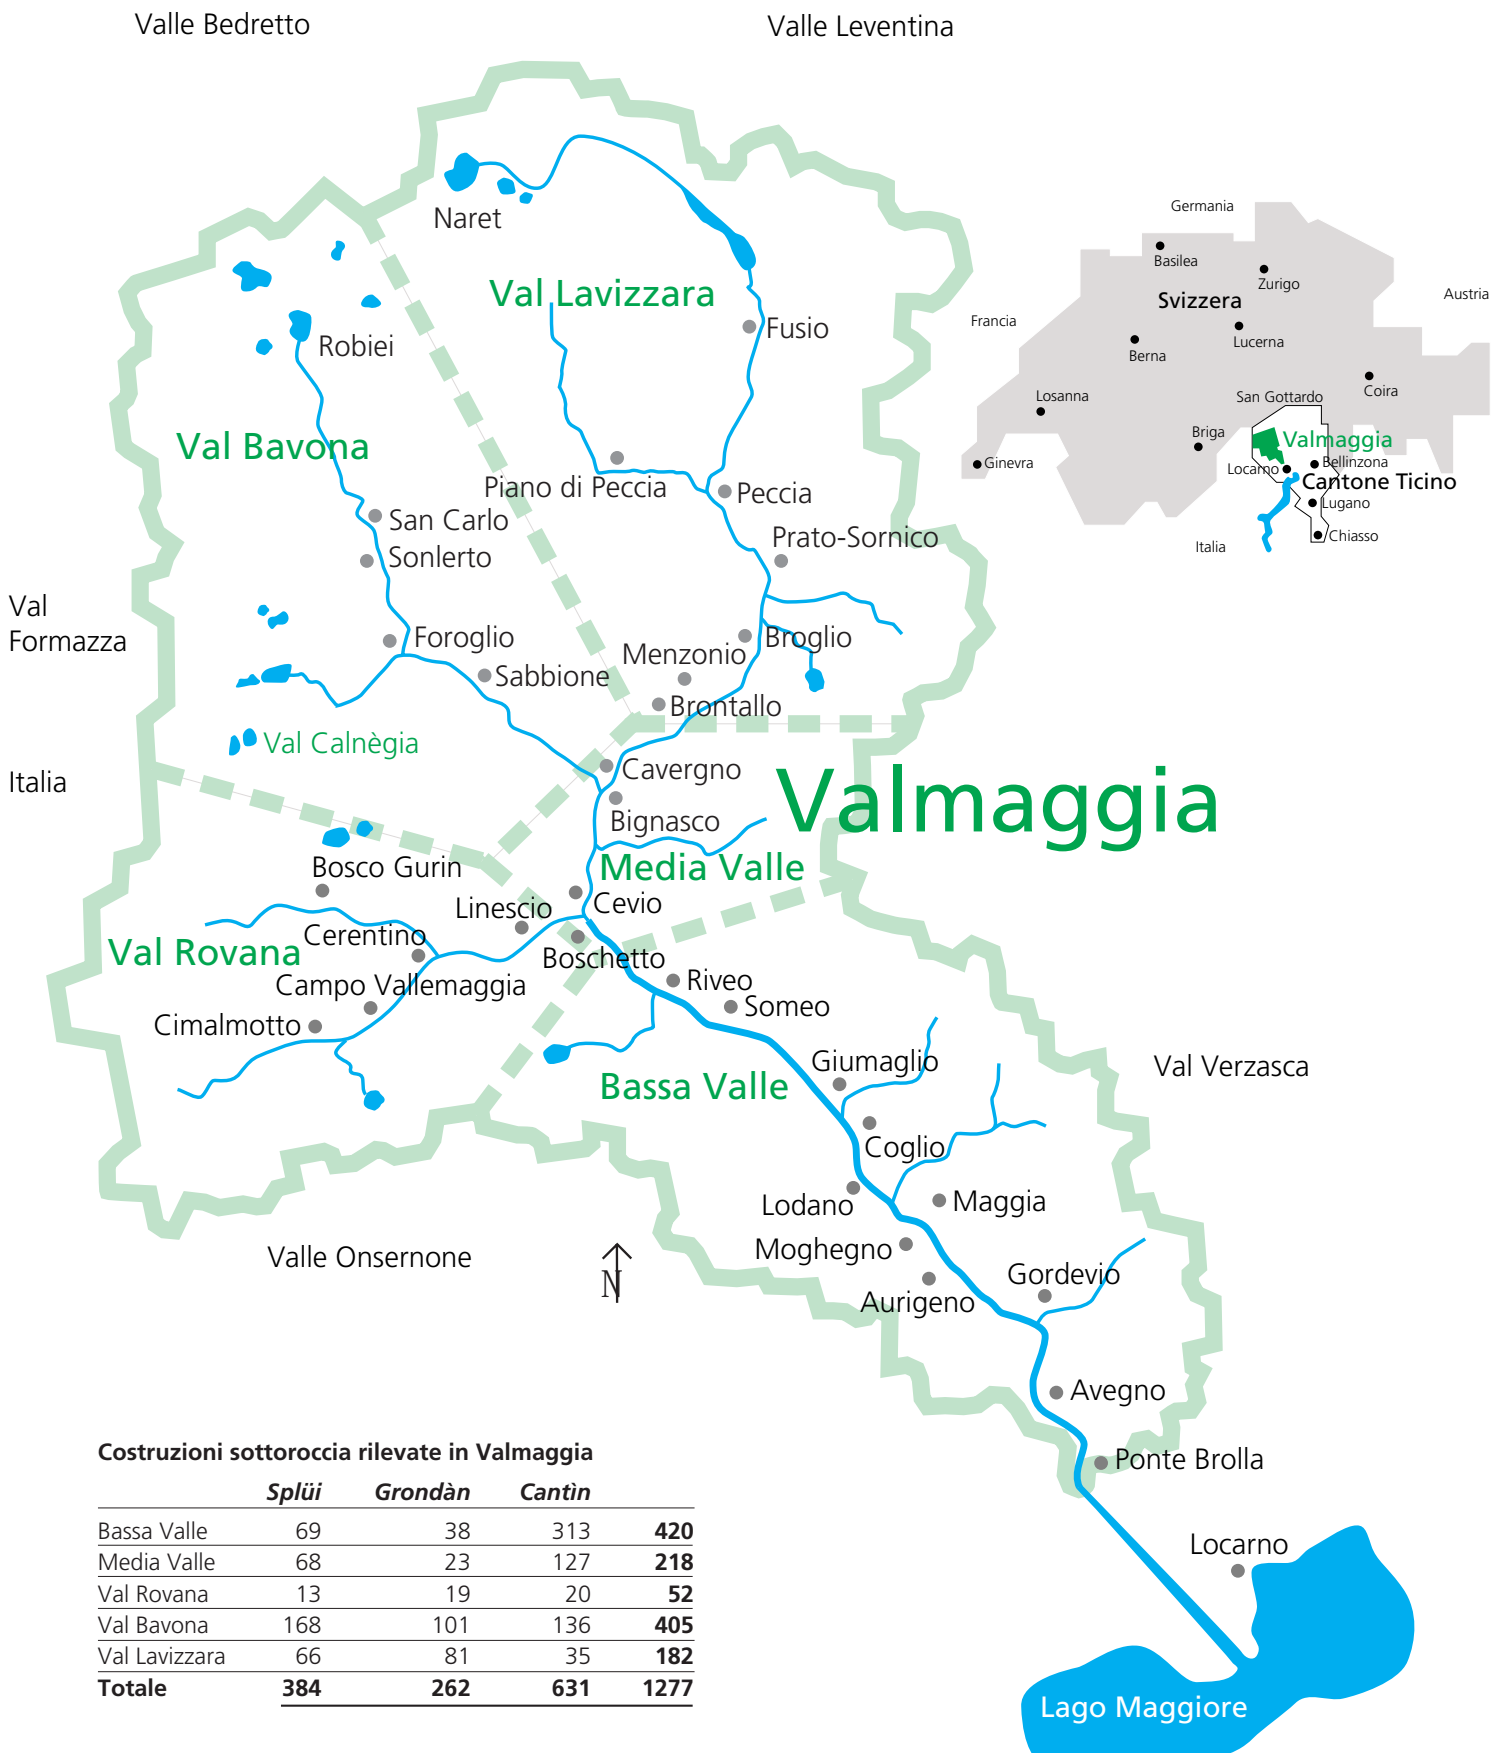 Valle Bedretto
Valle Leventina
Naret
Val Lavizzara
Fusio
Robiei
Val Bavona
Piano di Peccia
Peccia
San Carlo
Prato-Sornico
Sonlerto
Val
Formazza
Foroglio
Broglio
Menzonio
Sabbione
Brontallo
Val Calnègia
Cavergno
Italia
Valmaggia
Bignasco
Bosco Gurin
Media Valle
Linescio
Cevio
Cerentino
Val Rovana
Boschetto
Campo Vallemaggia
Riveo
Someo
Cimalmotto
Giumaglio
Val Verzasca
Bassa Valle
Coglio
Lodano
Maggia
Moghegno
Valle Onsernone
N
Gordevio
Aurigeno
Avegno
Ponte Brolla
Locarno
Lago Maggiore
Germania
Basilea
Zurigo
Austria
Svizzera
Francia
Lucerna
Berna
Coira
San Gottardo
Losanna
Briga
Valmaggia
Ginevra
Locarno
Bellinzona
Cantone Ticino
Lugano
Chiasso
Italia
Costruzioni sottoroccia rilevate in Valmaggia
Splüi Grondàn Cantìn
Bassa Valle 69 38 313 420
Media Valle 68 23 127 218
Val Rovana 13 19 20 52
Val Bavona 168 101 136 405
Val Lavizzara 66 81 35 182
Totale 384 262 631 1277